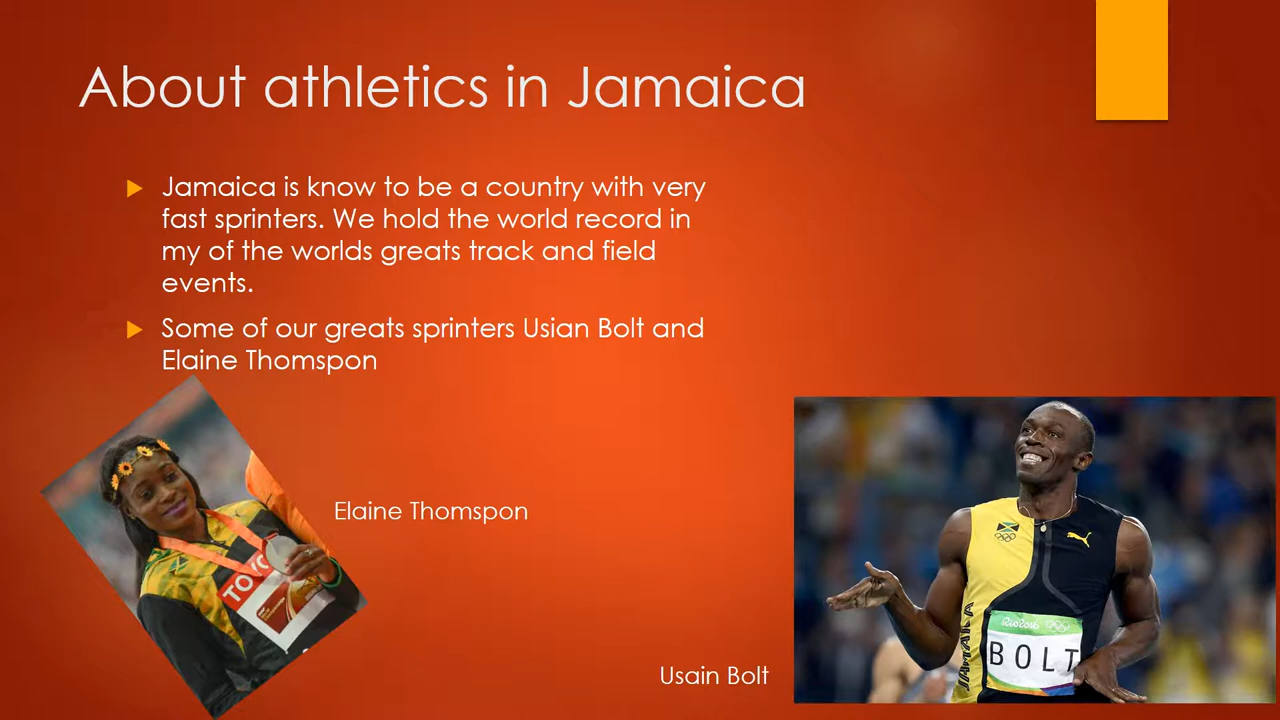 About athletics in Jamaica
Jamaica is know to be a country with very
fast sprinters. We hold the world record in
my of the worlds greats track and field
events.
Some of our greats sprinters Usian Bolt and
Elaine Thomspon
Elaine Thomspon
TOYO
Usain Bolt
JAMAICA
Rio2016
BOLT